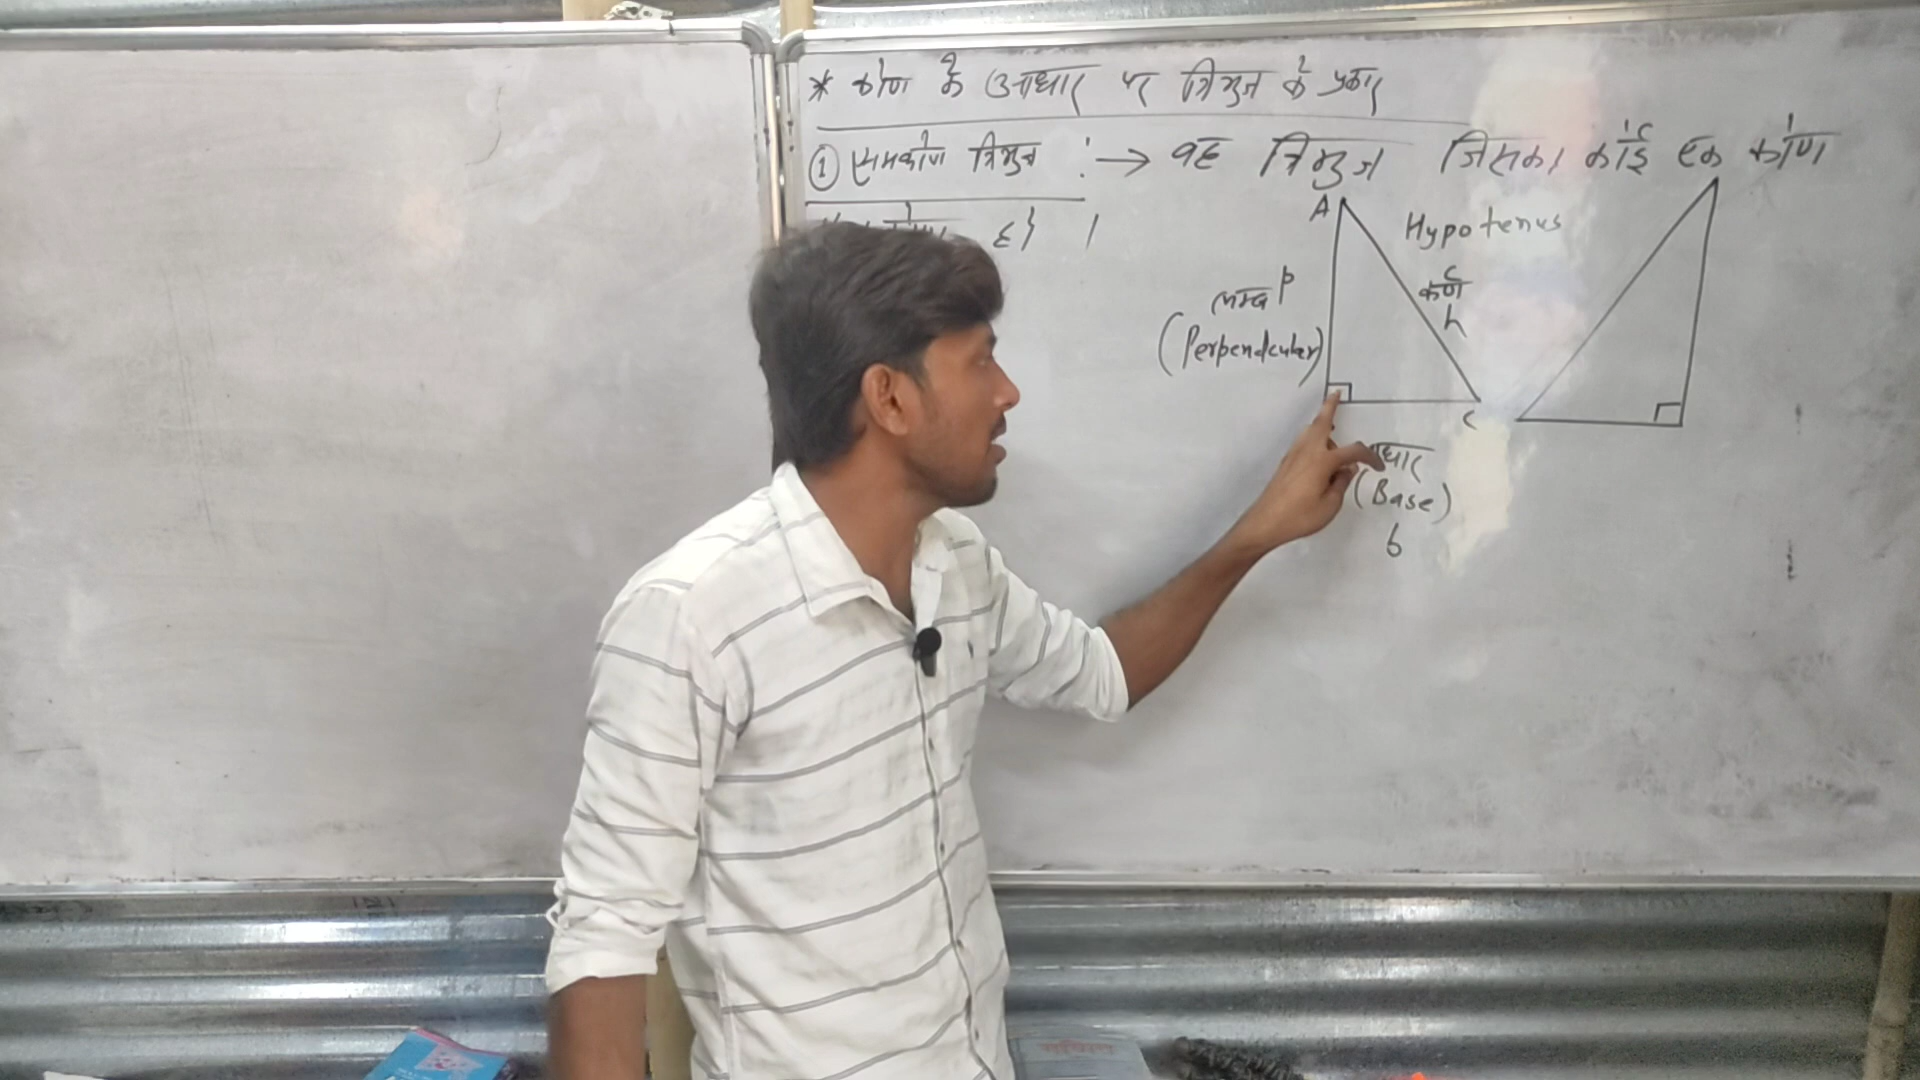 * कोण के आधार पर त्रिभुज के प्रकार
① समकोण त्रिभुज :→ वह त्रिभुज जिसका कोई एक कोण
हो ।
A
Hypotenus
कर्ण
h
लम्ब P
(Perpendcular)
C
(Base)
b